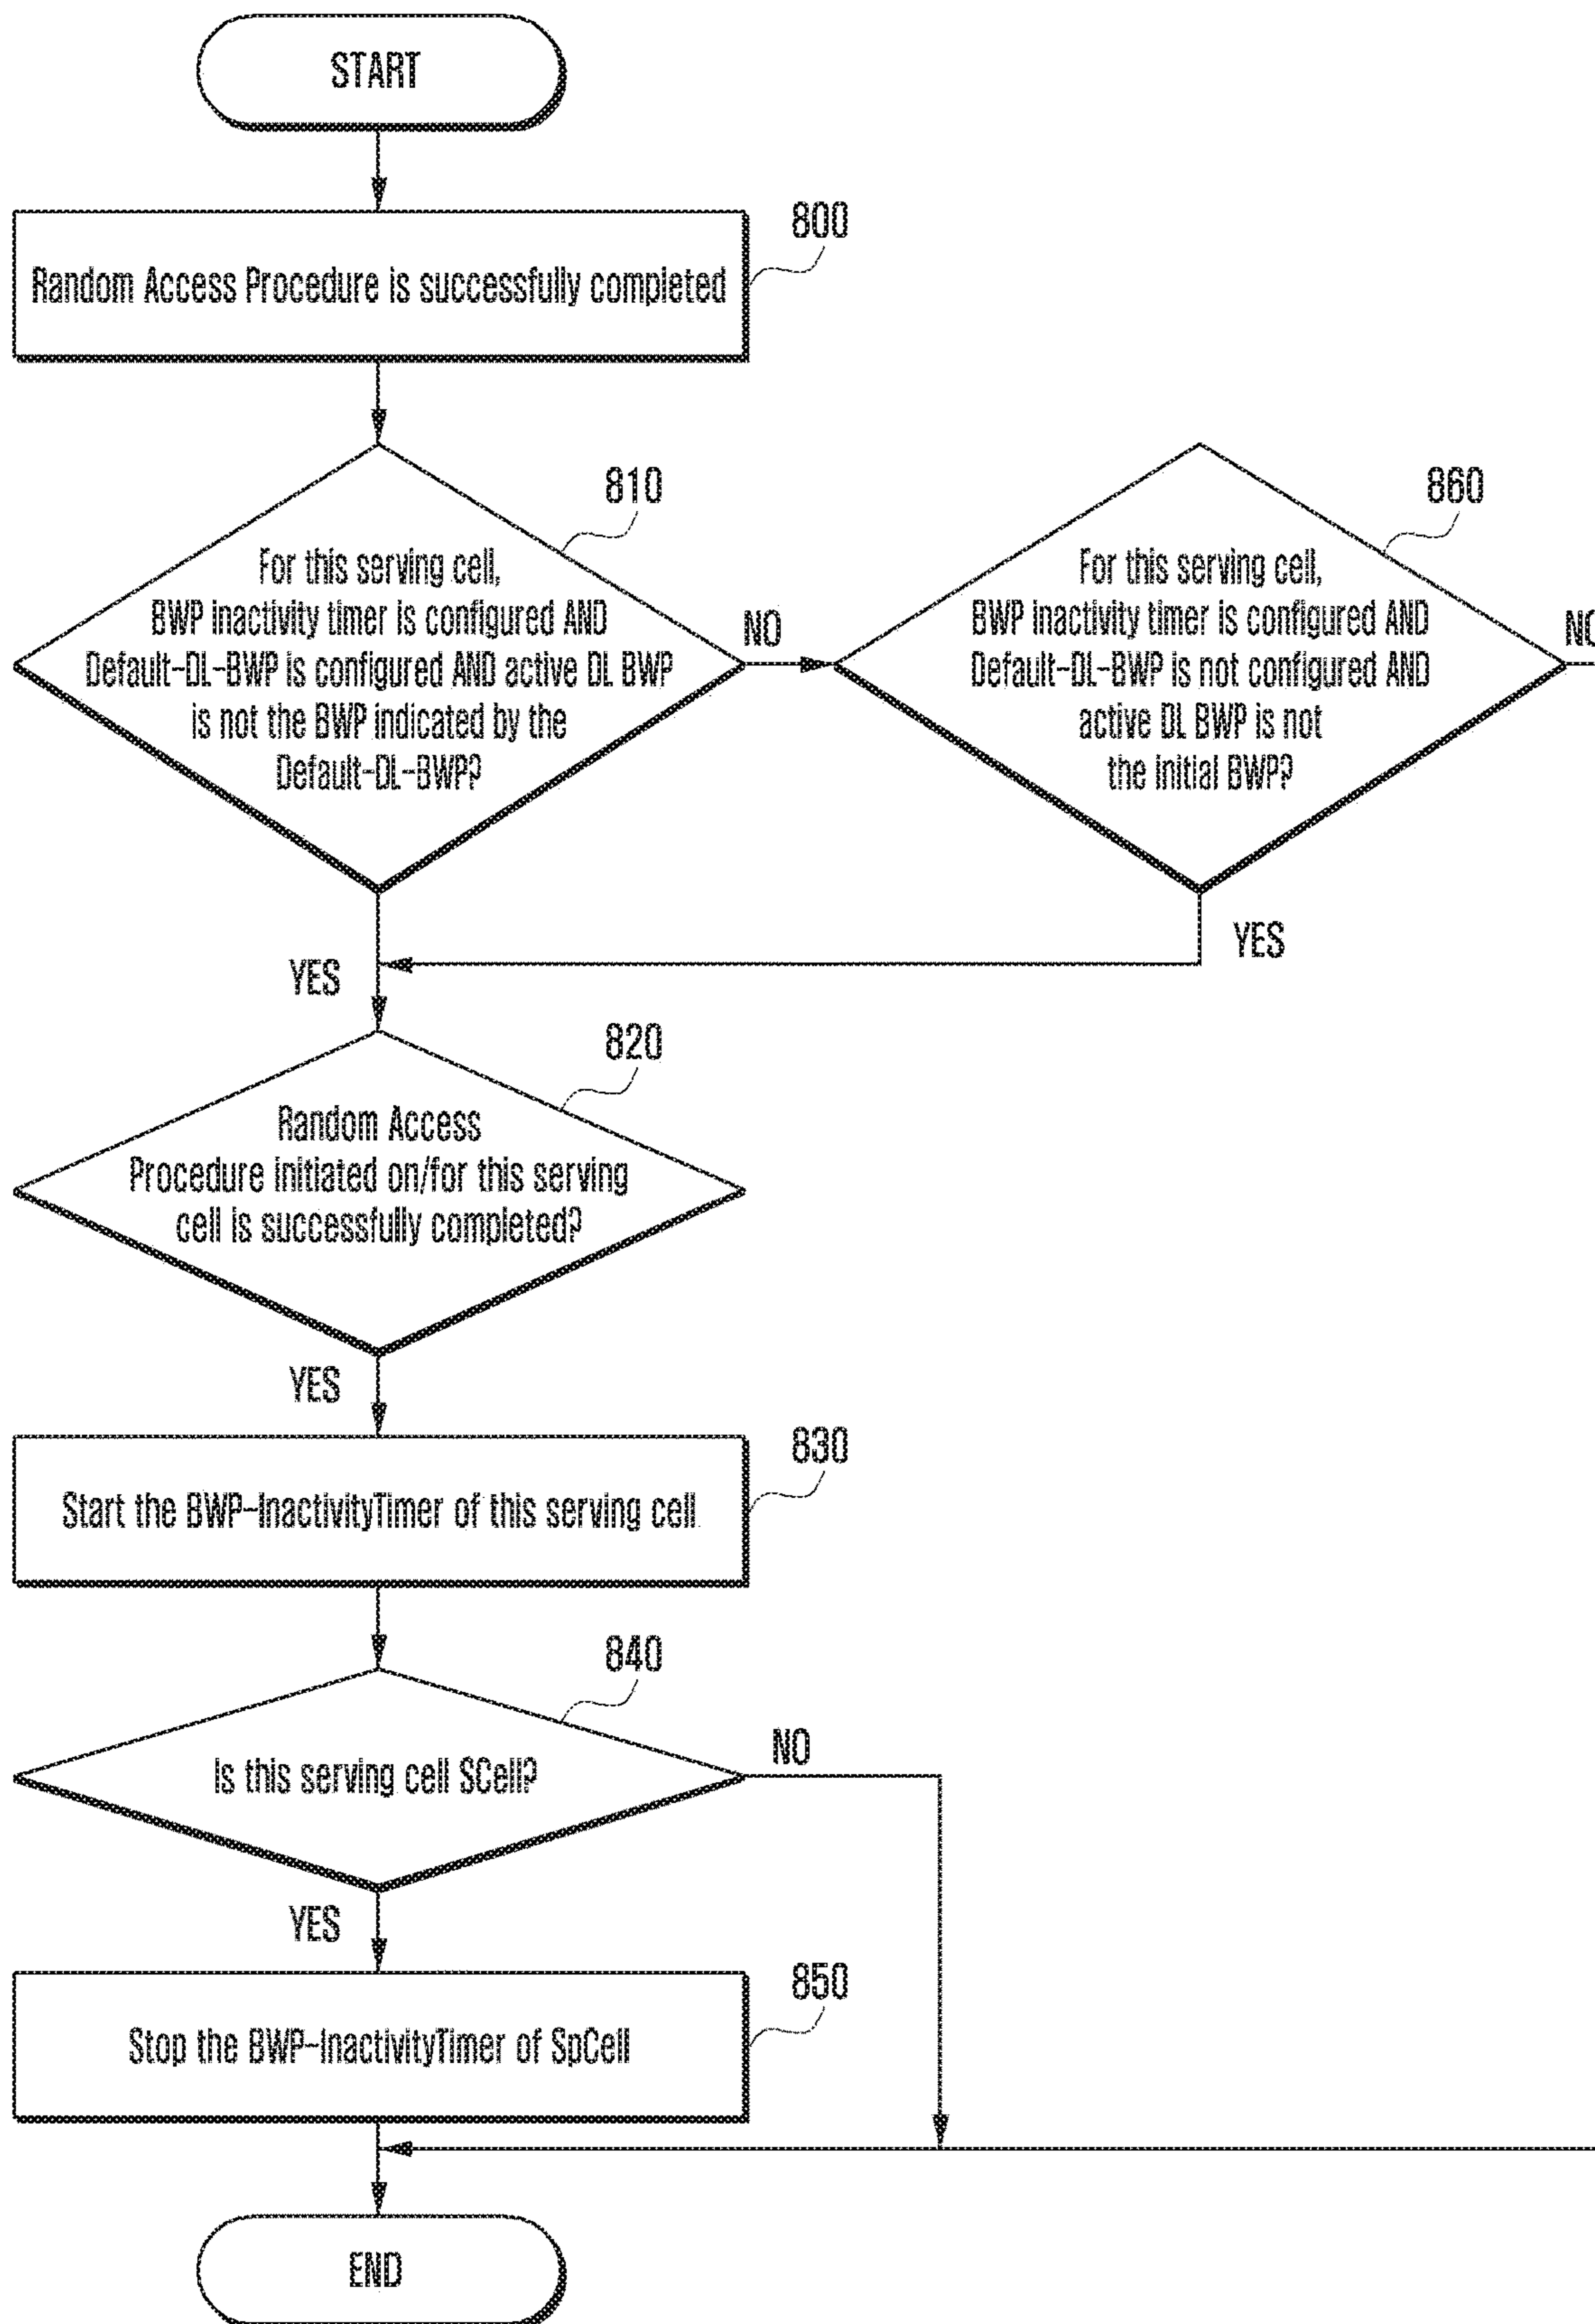 START
800
Random Access Procedure is successfully completed
810
For this serving cell,
BWP inactivity timer is configured AND
Default-DL-BWP is configured AND active DL BWP
is not the BWP indicated by the
Default-DL-BWP?
NO
YES
860
For this serving cell,
BWP inactivity timer is configured AND
Default-DL-BWP is not configured AND
active DL BWP is not
the initial BWP?
NO
YES
820
Random Access
Procedure initiated on/for this serving
cell is successfully completed?
YES
830
Start the BWP-InactivityTimer of this serving cell
840
Is this serving cell SCell?
NO
YES
850
Stop the BWP-InactivityTimer of SpCell
END